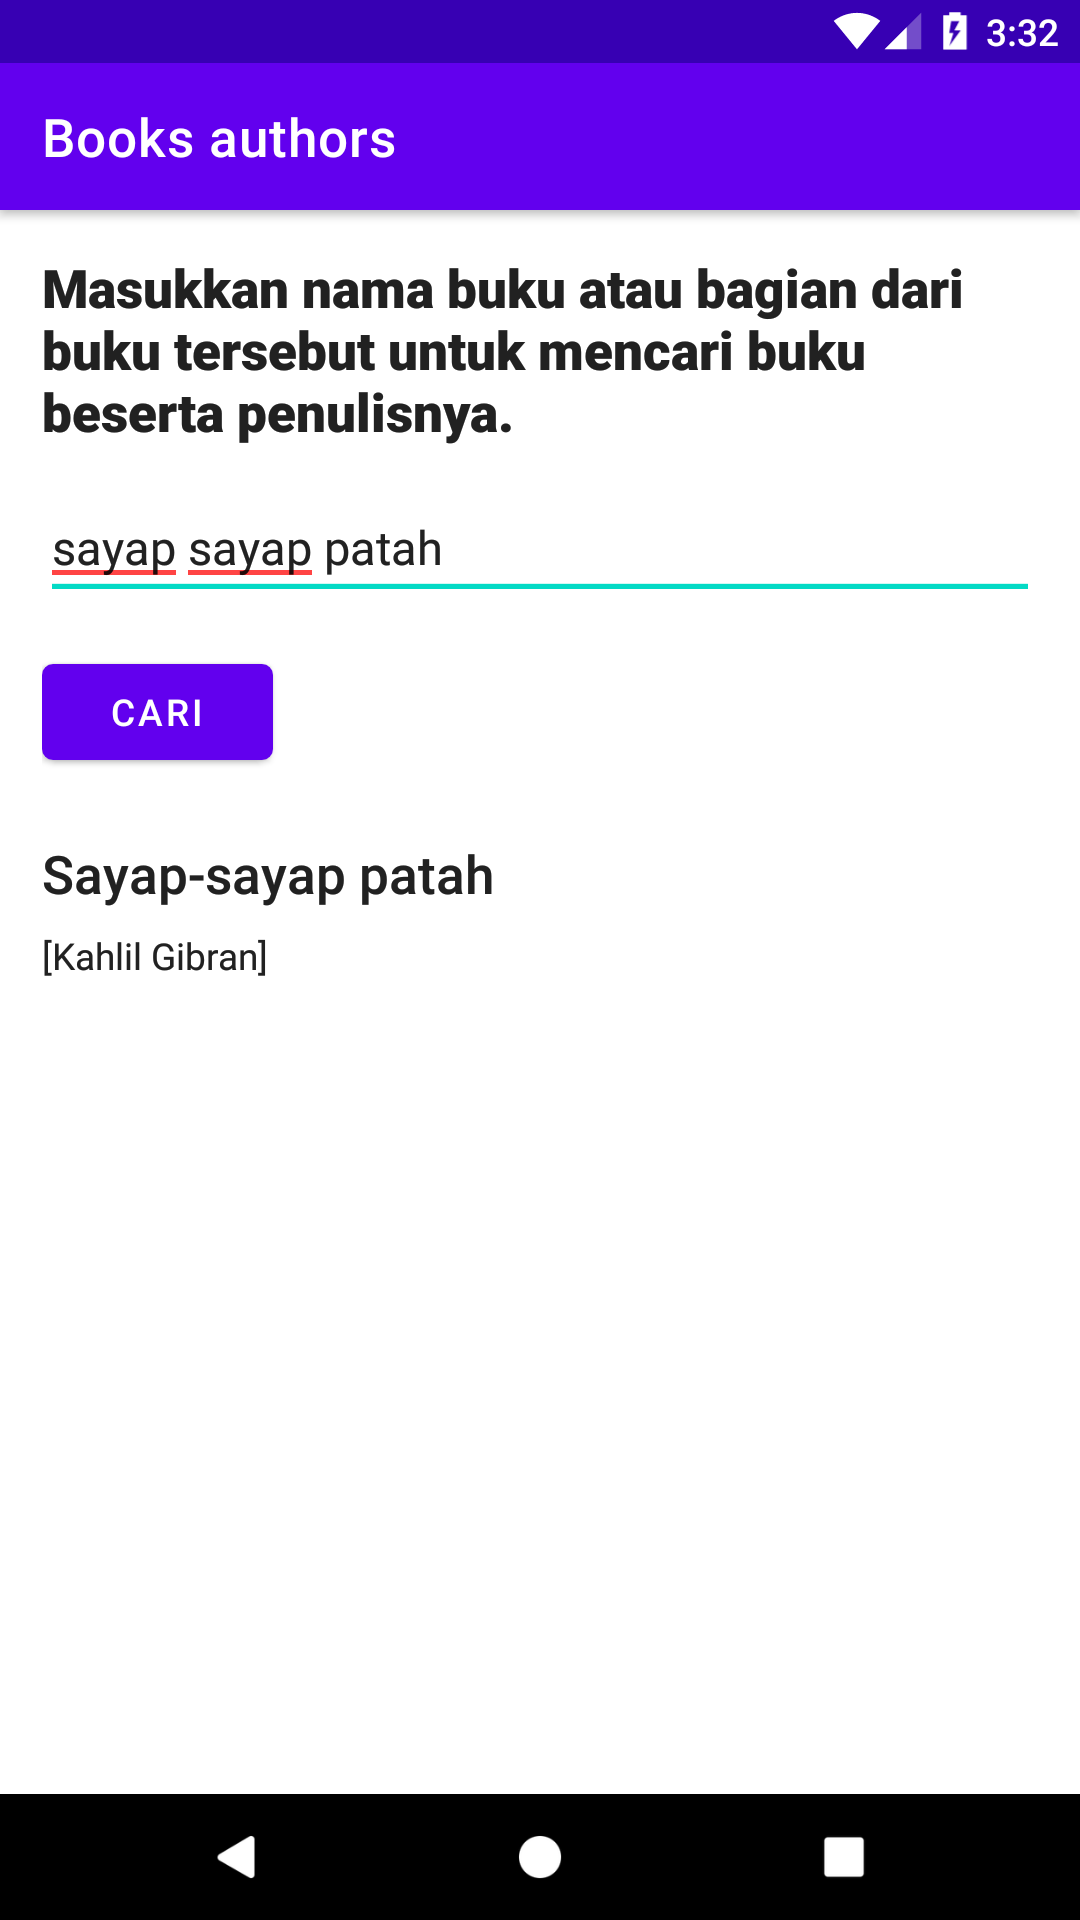 3:32
Books authors
Masukkan nama buku atau bagian dari
buku tersebut untuk mencari buku
beserta penulisnya.
sayap sayap patah
CARI
Sayap-sayap patah
[Kahlil Gibran]